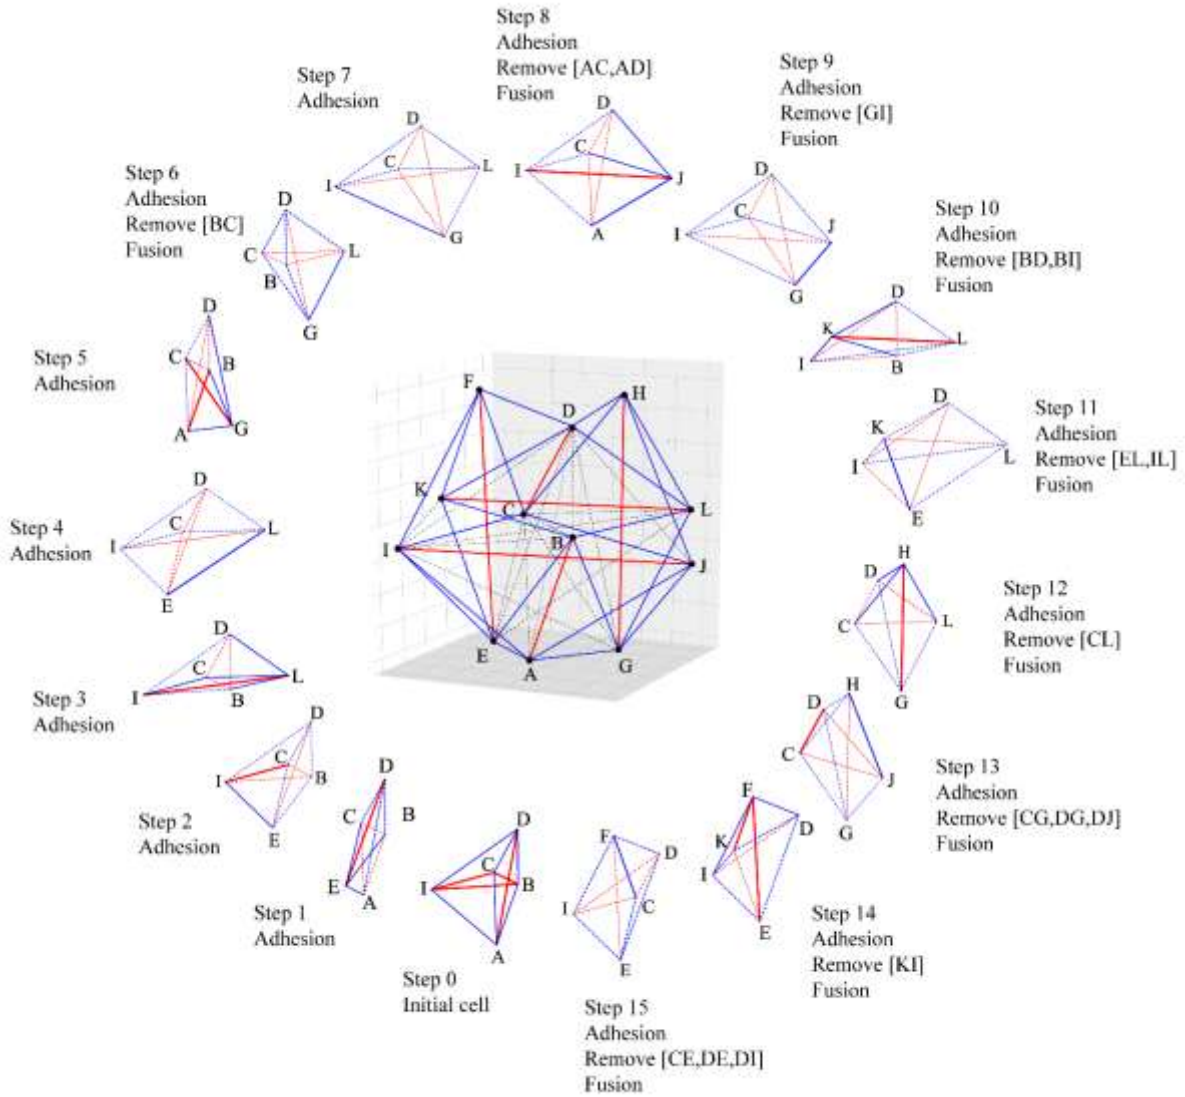 Step 8
Adhesion
Remove [AC,AD]
Fusion
D
C
I
J
A
Step 7
Adhesion
D
C
L
I
G
Step 9
Adhesion
Remove [GI]
Fusion
D
C
J
I
G
Step 6
Adhesion
Remove [BC]
Fusion
D
C
L
B
G
Step 10
Adhesion
Remove [BD,BI]
Fusion
D
K
L
I
B
Step 5
Adhesion
D
C
B
A
G
F
H
D
K
C
L
B
I
J
E
A
G
Step 11
Adhesion
Remove [EL,IL]
Fusion
D
K
L
I
E
Step 4
Adhesion
D
C
L
I
E
Step 12
Adhesion
Remove [CL]
Fusion
H
D
C
L
G
Step 3
Adhesion
D
C
L
I
B
Step 13
Adhesion
Remove [CG,DG,DJ]
Fusion
H
D
C
J
G
Step 2
Adhesion
D
C
I
B
E
Step 1
Adhesion
D
C
B
E
A
Step 0
Initial cell
D
C
I
B
A
Step 15
Adhesion
Remove [CE,DE,DI]
Fusion
F
D
I
C
E
Step 14
Adhesion
Remove [KI]
Fusion
F
D
K
I
E